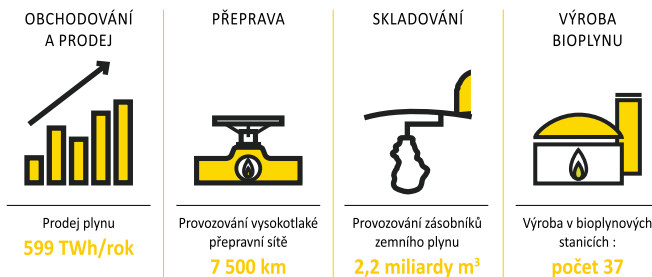 OBCHODOVÁNÍ
A PRODEJ
Prodej plynu
599 TWh/rok
PŘEPRAVA
Provozování vysokotlaké
přepravní sítě
7 500 km
SKLADOVÁNÍ
Provozování zásobníků
zemního plynu
2,2 miliardy m³
VÝROBA
BIOPLYNU
Výroba v bioplynových
stanicích :
počet 37